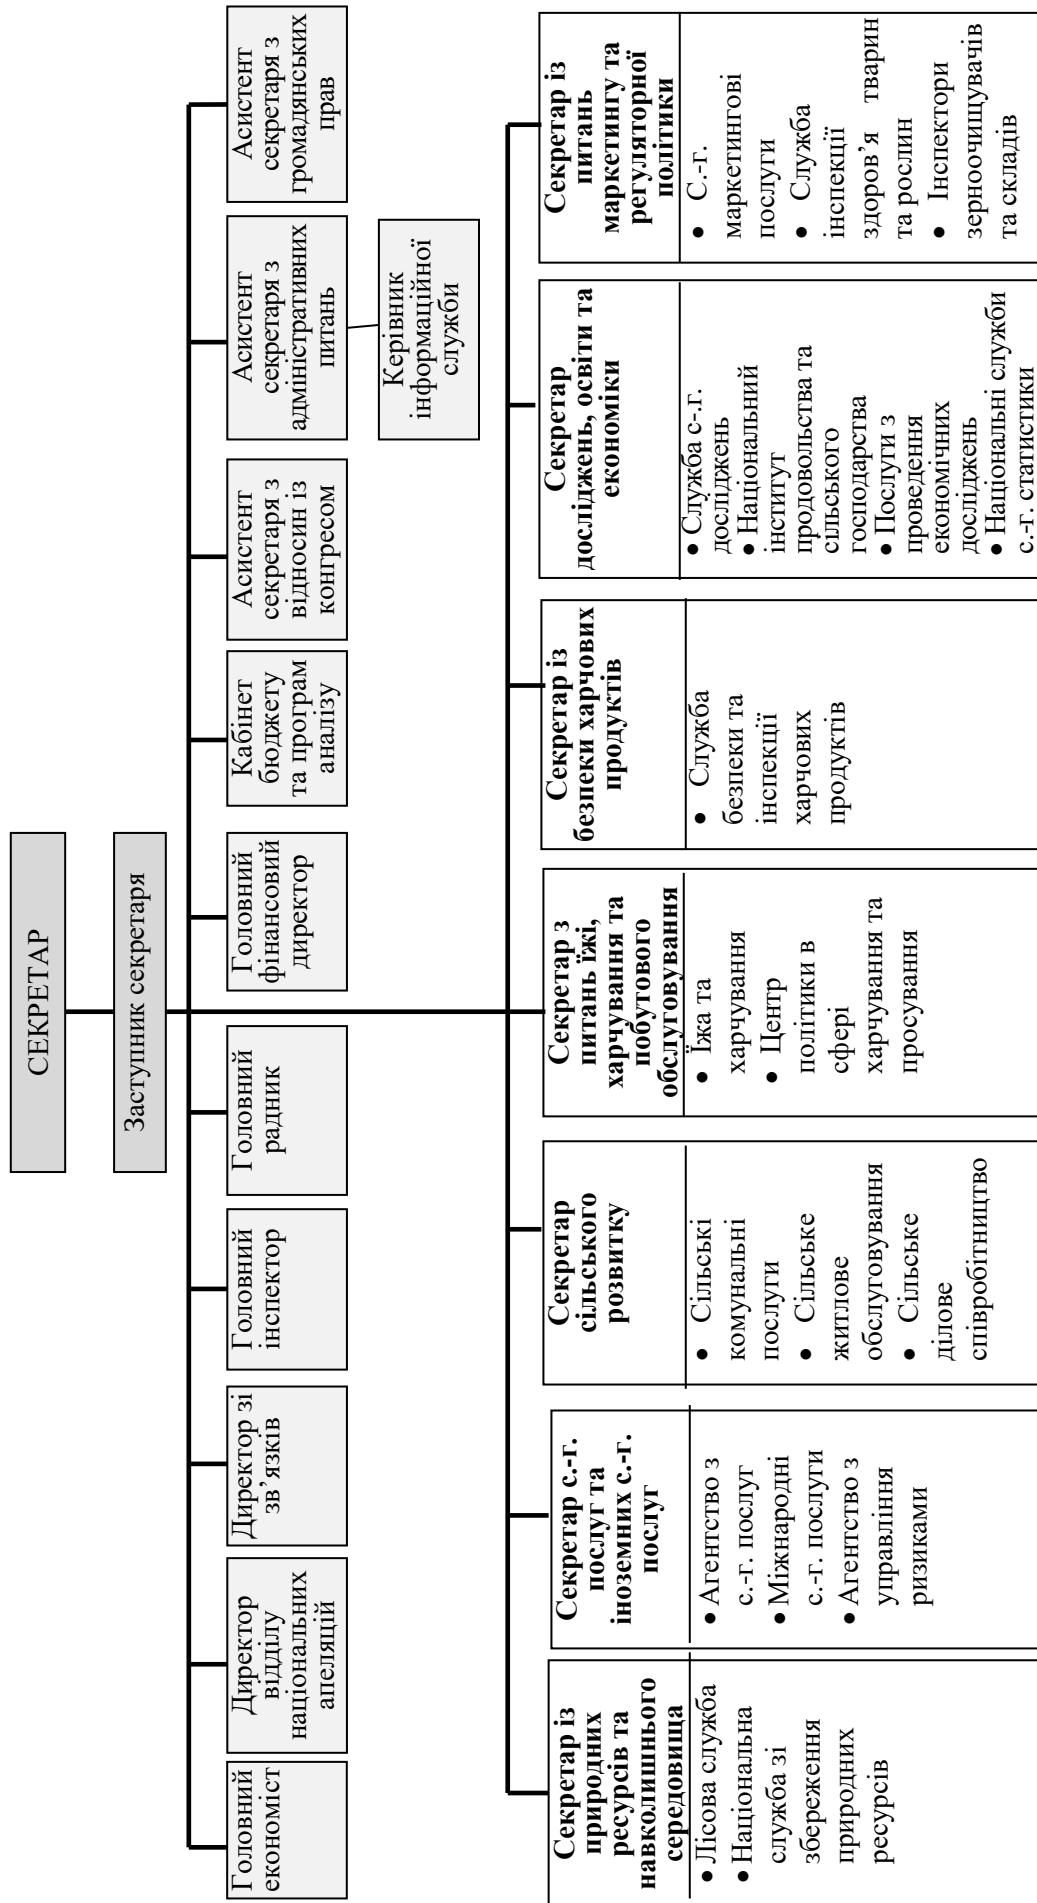 СЕКРЕТАР
Заступник секретаря
Головний
економіст
Директор
відділу
національних
апеляцій
Директор зі
зв’язків
Головний
інспектор
Головний
радник
Головний
фінансовий
директор
Кабінет
бюджету
та програм
аналізу
Асистент
секретаря з
відносин із
конгресом
Асистент
секретаря з
адміністративних
питань
Асистент
секретаря з
громадянських
прав
Керівник
інформаційної
служби
Секретар із
природних
ресурсів та
навколишнього
середовища
• Лісова служба
• Національна
служба зі
збереження
природних
ресурсів
Секретар с.-г.
послуг та
іноземних с.-г.
послуг
• Агентство з
с.-г. послуг
• Міжнародні
с.-г. послуги
• Агентство з
управління
ризиками
Секретар
сільського
розвитку
• Сільські
комунальні
послуги
• Сільське
житлове
обслуговування
• Сільське
ділове
співробітництво
Секретар з
питань їжі,
харчування та
побутового
обслуговування
• Їжа та
харчування
• Центр
політики в
сфері
харчування та
просування
Секретар із
безпеки харчових
продуктів
• Служба
безпеки та
інспекції
харчових
продуктів
Секретар
досліджень, освіти та
економіки
• Служба с-.г.
досліджень
• Національний
інститут
продовольства та
сільського
господарства
• Послуги з
проведення
економічних
досліджень
• Національні служби
с.-г. статистики
Секретар із
питань
маркетингу та
регуляторної
політики
• С.-г.
маркетингові
послуги
• Служба
інспекції
здоров’я тварин
та рослин
• Інспектори
зерноочищувачів
та складів